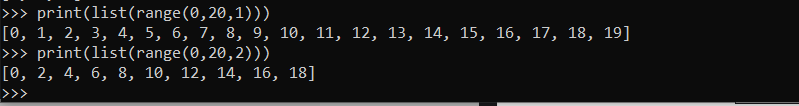 >>> print(list(range(0,20,1)))
[0, 1, 2, 3, 4, 5, 6, 7, 8, 9, 10, 11, 12, 13, 14, 15, 16, 17, 18, 19]
>>> print(list(range(0,20,2)))
[0, 2, 4, 6, 8, 10, 12, 14, 16, 18]
>>>